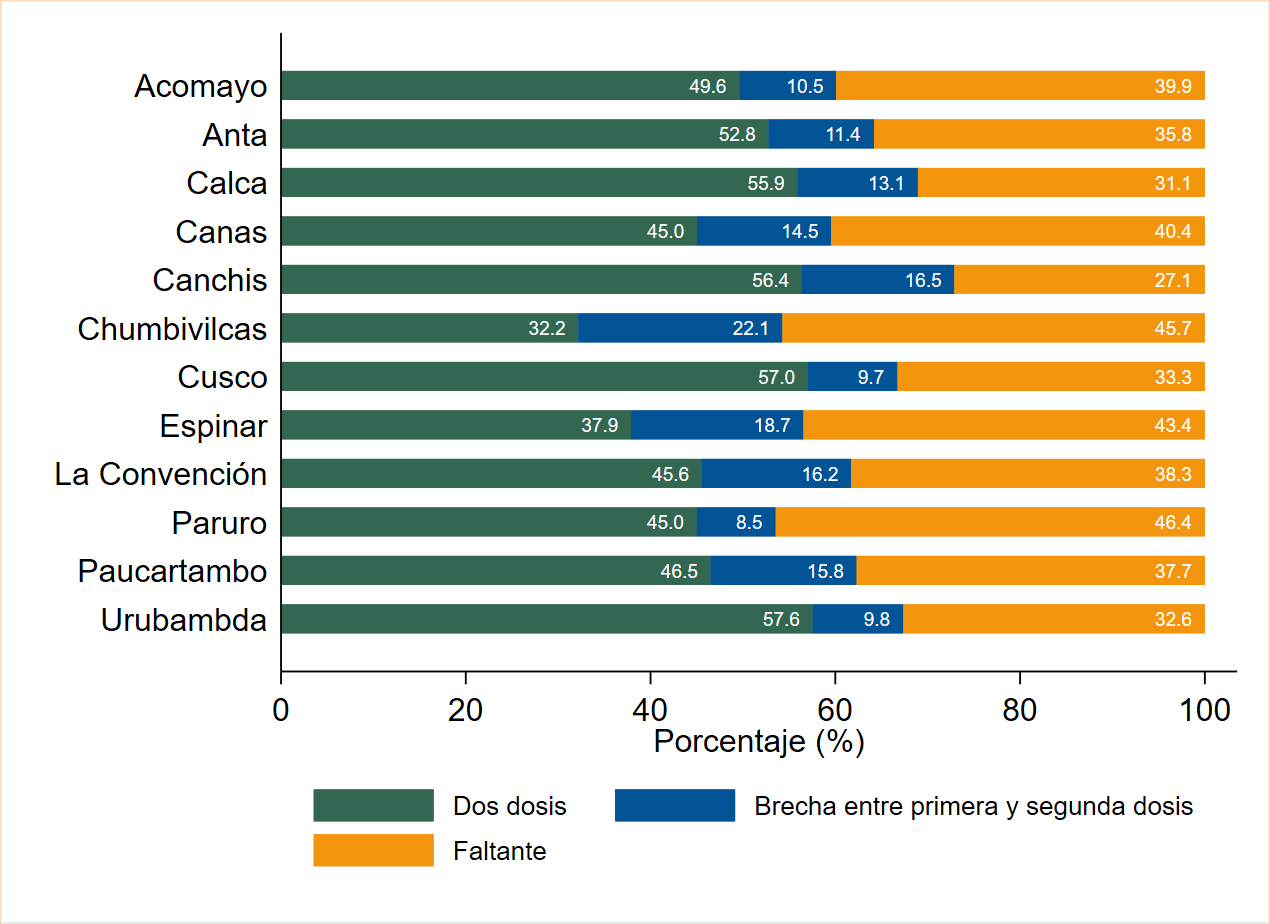 Acomayo 49.6 10.5 39.9
Anta 52.8 11.4 35.8
Calca 55.9 13.1 31.1
Canas 45.0 14.5 40.4
Canchis 56.4 16.5 27.1
Chumbivilcas 32.2 22.1 45.7
Cusco 57.0 9.7 33.3
Espinar 37.9 18.7 43.4
La Convención 45.6 16.2 38.3
Paruro 45.0 8.5 46.4
Paucartambo 46.5 15.8 37.7
Urubambda 57.6 9.8 32.6
0 20 40 60 80 100
Porcentaje (%)
Dos dosis Brecha entre primera y segunda dosis
Faltante